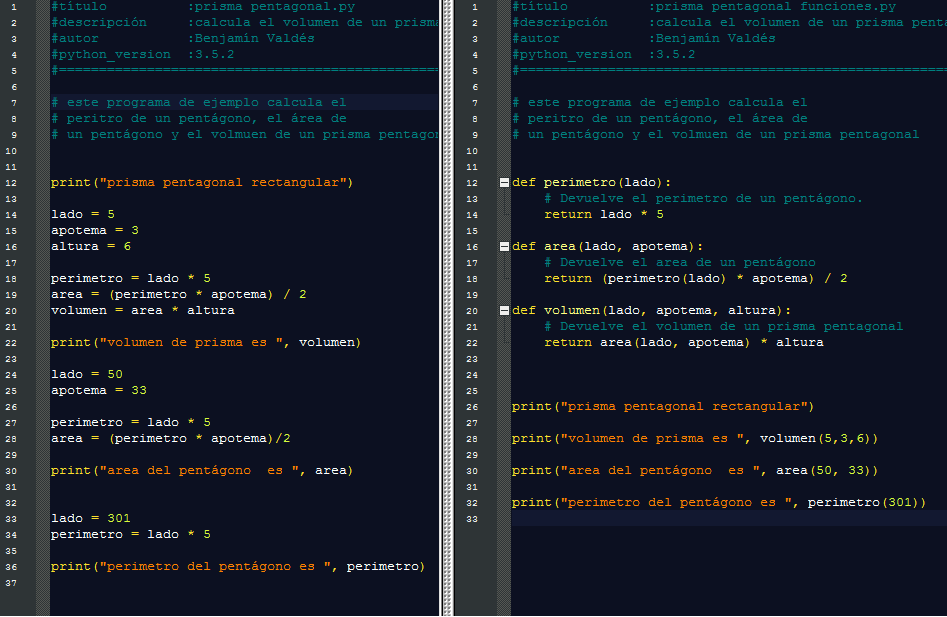 1 #título :prisma pentagonal.py
2 #descripción :calcula el volumen de un prisma
3 #autor :Benjamín Valdés
4 #python_version :3.5.2
5 #================================================
6
7 # este programa de ejemplo calcula el
8 # peritro de un pentágono, el área de
9 # un pentágono y el volmuen de un prisma pentagon
10
11
12 print("prisma pentagonal rectangular")
13
14 lado = 5
15 apotema = 3
16 altura = 6
17
18 perimetro = lado * 5
19 area = (perimetro * apotema) / 2
20 volumen = area * altura
21
22 print("volumen de prisma es ", volumen)
23
24 lado = 50
25 apotema = 33
26
27 perimetro = lado * 5
28 area = (perimetro * apotema)/2
29
30 print("area del pentágono  es ", area)
31
32
33 lado = 301
34 perimetro = lado * 5
35
36 print("perimetro del pentágono es ", perimetro)
37
1 #título :prisma pentagonal funciones.py
2 #descripción :calcula el volumen de un prisma penta
3 #autor :Benjamín Valdés
4 #python_version :3.5.2
5 #======================================================
6
7 # este programa de ejemplo calcula el
8 # peritro de un pentágono, el área de
9 # un pentágono y el volmuen de un prisma pentagonal
10
11
12 def perimetro(lado):
13     # Devuelve el perimetro de un pentágono.
14     return lado * 5
15
16 def area(lado, apotema):
17     # Devuelve el area de un pentágono
18     return (perimetro(lado) * apotema) / 2
19
20 def volumen(lado, apotema, altura):
21     # Devuelve el volumen de un prisma pentagonal
22     return area(lado, apotema) * altura
23
24
25
26 print("prisma pentagonal rectangular")
27
28 print("volumen de prisma es ", volumen(5,3,6))
29
30 print("area del pentágono  es ", area(50, 33))
31
32 print("perimetro del pentágono es ", perimetro(301))
33